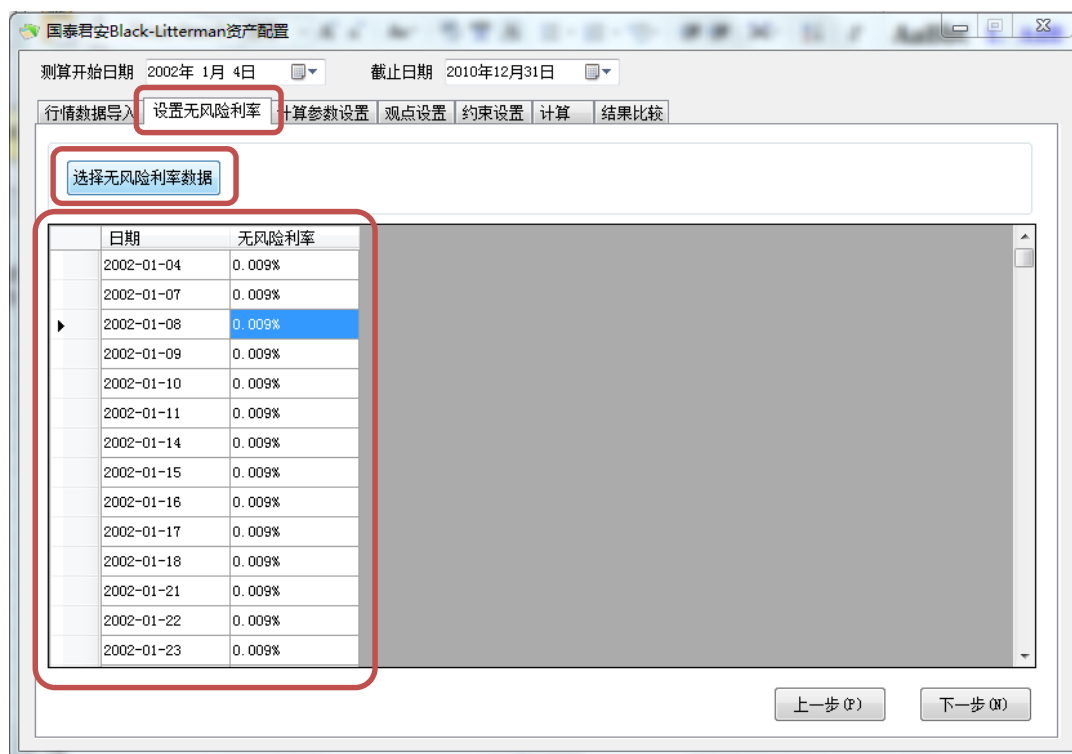 国泰君安Black-Litterman资产配置
测算开始日期 2002年 1月 4日 截止日期 2010年12月31日
行情数据导入 设置无风险利率 计算参数设置 观点设置 约束设置 计算 结果比较
选择无风险利率数据
日期 无风险利率
2002-01-04 0.009%
2002-01-07 0.009%
2002-01-08 0.009%
2002-01-09 0.009%
2002-01-10 0.009%
2002-01-11 0.009%
2002-01-14 0.009%
2002-01-15 0.009%
2002-01-16 0.009%
2002-01-17 0.009%
2002-01-18 0.009%
2002-01-21 0.009%
2002-01-22 0.009%
2002-01-23 0.009%
上一步(P) 下一步(N)